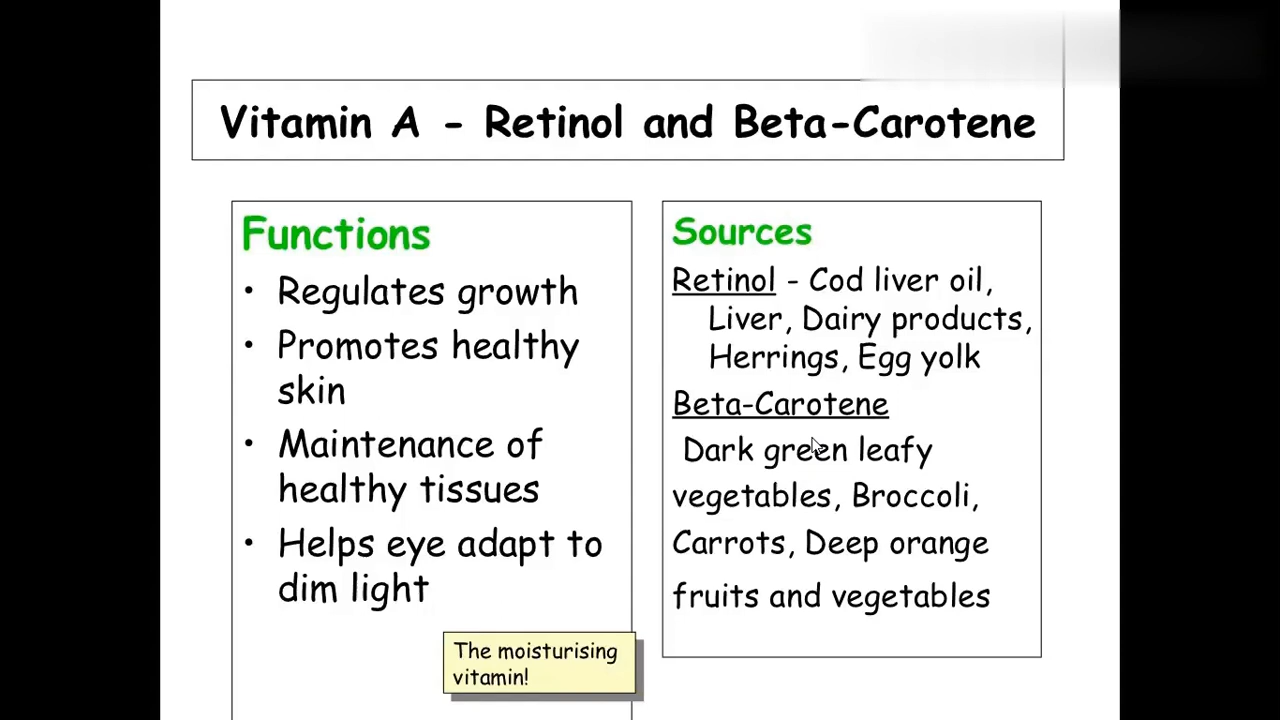 Vitamin A - Retinol and Beta-Carotene
Functions
• Regulates growth
• Promotes healthy
skin
• Maintenance of
healthy tissues
• Helps eye adapt to
dim light
The moisturising
vitamin!
Sources
Retinol - Cod liver oil,
Liver, Dairy products,
Herrings, Egg yolk
Beta-Carotene
Dark green leafy
vegetables, Broccoli,
Carrots, Deep orange
fruits and vegetables